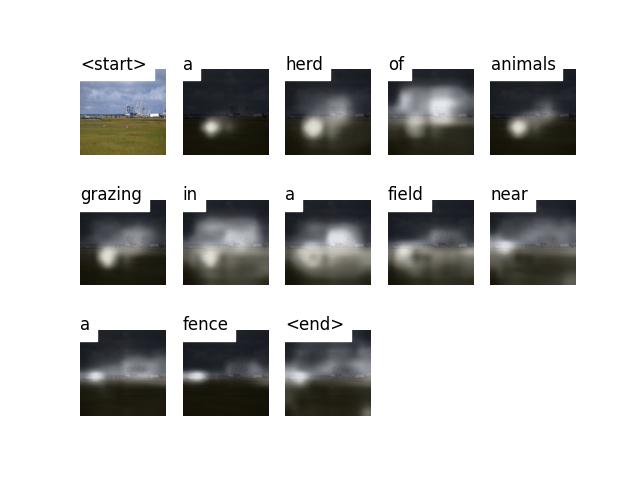 <start> a herd of animals
grazing in a field near
a fence <end>